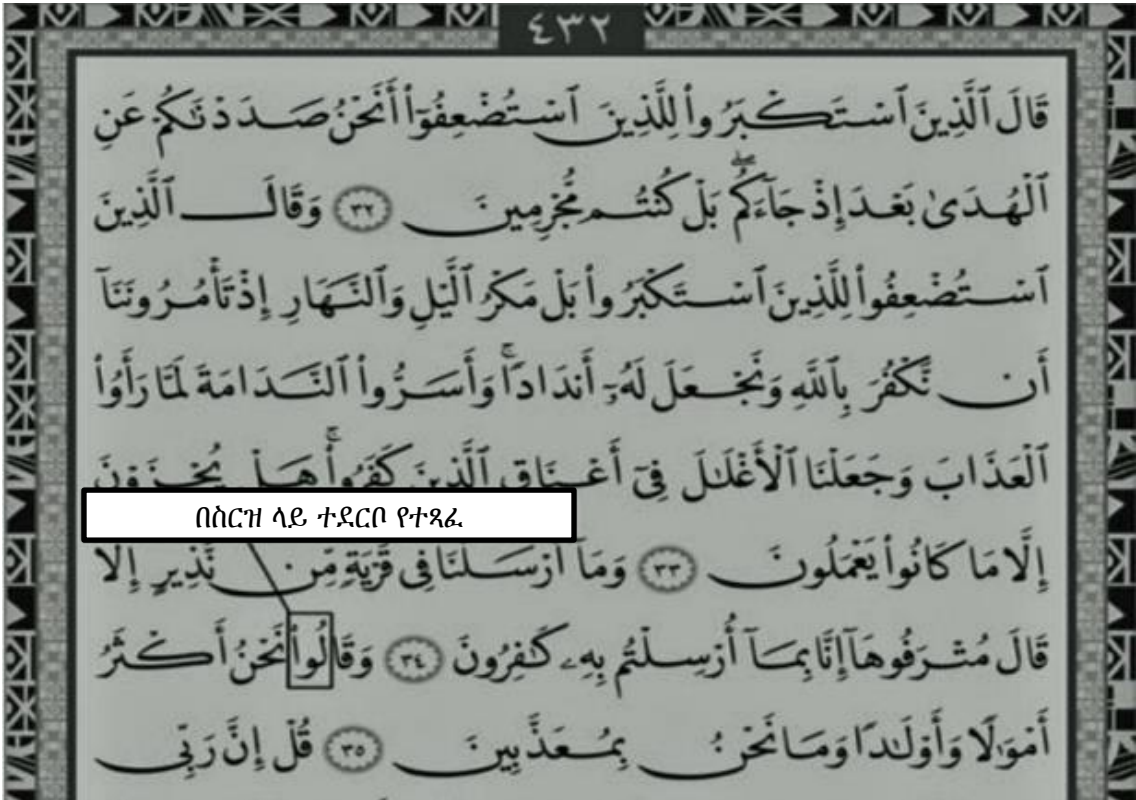 ٤٣٢
قَالَ ٱلَّذِينَ ٱسْتَكْبَرُوا۟ لِلَّذِينَ ٱسْتُضْعِفُوٓا۟ أَنَحْنُ صَدَدْنَٰكُمْ عَنِ
ٱلْهُدَىٰ بَعْدَ إِذْ جَآءَكُم ۖ بَلْ كُنتُم مُّجْرِمِينَ ٣٢ وَقَالَ ٱلَّذِينَ
ٱسْتُضْعِفُوا۟ لِلَّذِينَ ٱسْتَكْبَرُوا۟ بَلْ مَكْرُ ٱلَّيْلِ وَٱلنَّهَارِ إِذْ تَأْمُرُونَنَآ
أَن نَّكْفُرَ بِٱللَّهِ وَنَجْعَلَ لَهُۥٓ أَندَادًا ۚ وَأَسَرُّوا۟ ٱلنَّدَامَةَ لَمَّا رَأَوُا۟
ٱلْعَذَابَ وَجَعَلْنَا ٱلْأَغْلَٰلَ فِىٓ أَعْنَاقِ ٱلَّذِينَ كَفَرُوا۟ ۚ هَلْ يُجْزَوْنَ
በስርዝ ላይ ተደርቦ የተጻፈ
إِلَّا مَا كَانُوا۟ يَعْمَلُونَ ٣٣ وَمَآ أَرْسَلْنَا فِى قَرْيَةٍ مِّن نَّذِيرٍ إِلَّا
قَالَ مُتْرَفُوهَآ إِنَّا بِمَآ أُرْسِلْتُم بِهِۦ كَٰفِرُونَ ٣٤ وَقَالُوا۟ نَحْنُ أَكْثَرُ
أَمْوَٰلًا وَأَوْلَٰدًا وَمَا نَحْنُ بِمُعَذَّبِينَ ٣٥ قُلْ إِنَّ رَبِّى